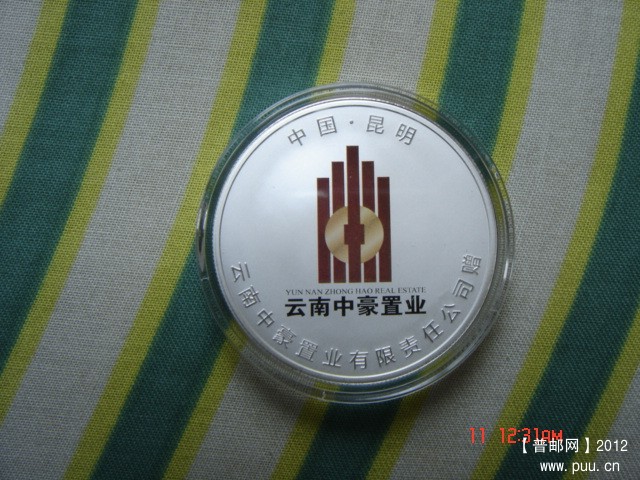 中国·昆明
YUN NAN ZHONG HAO REAL ESTATE
云南中豪置业
云南中豪置业有限责任公司赠
11 12:31AM
【普邮网】2012
www.puu.cn